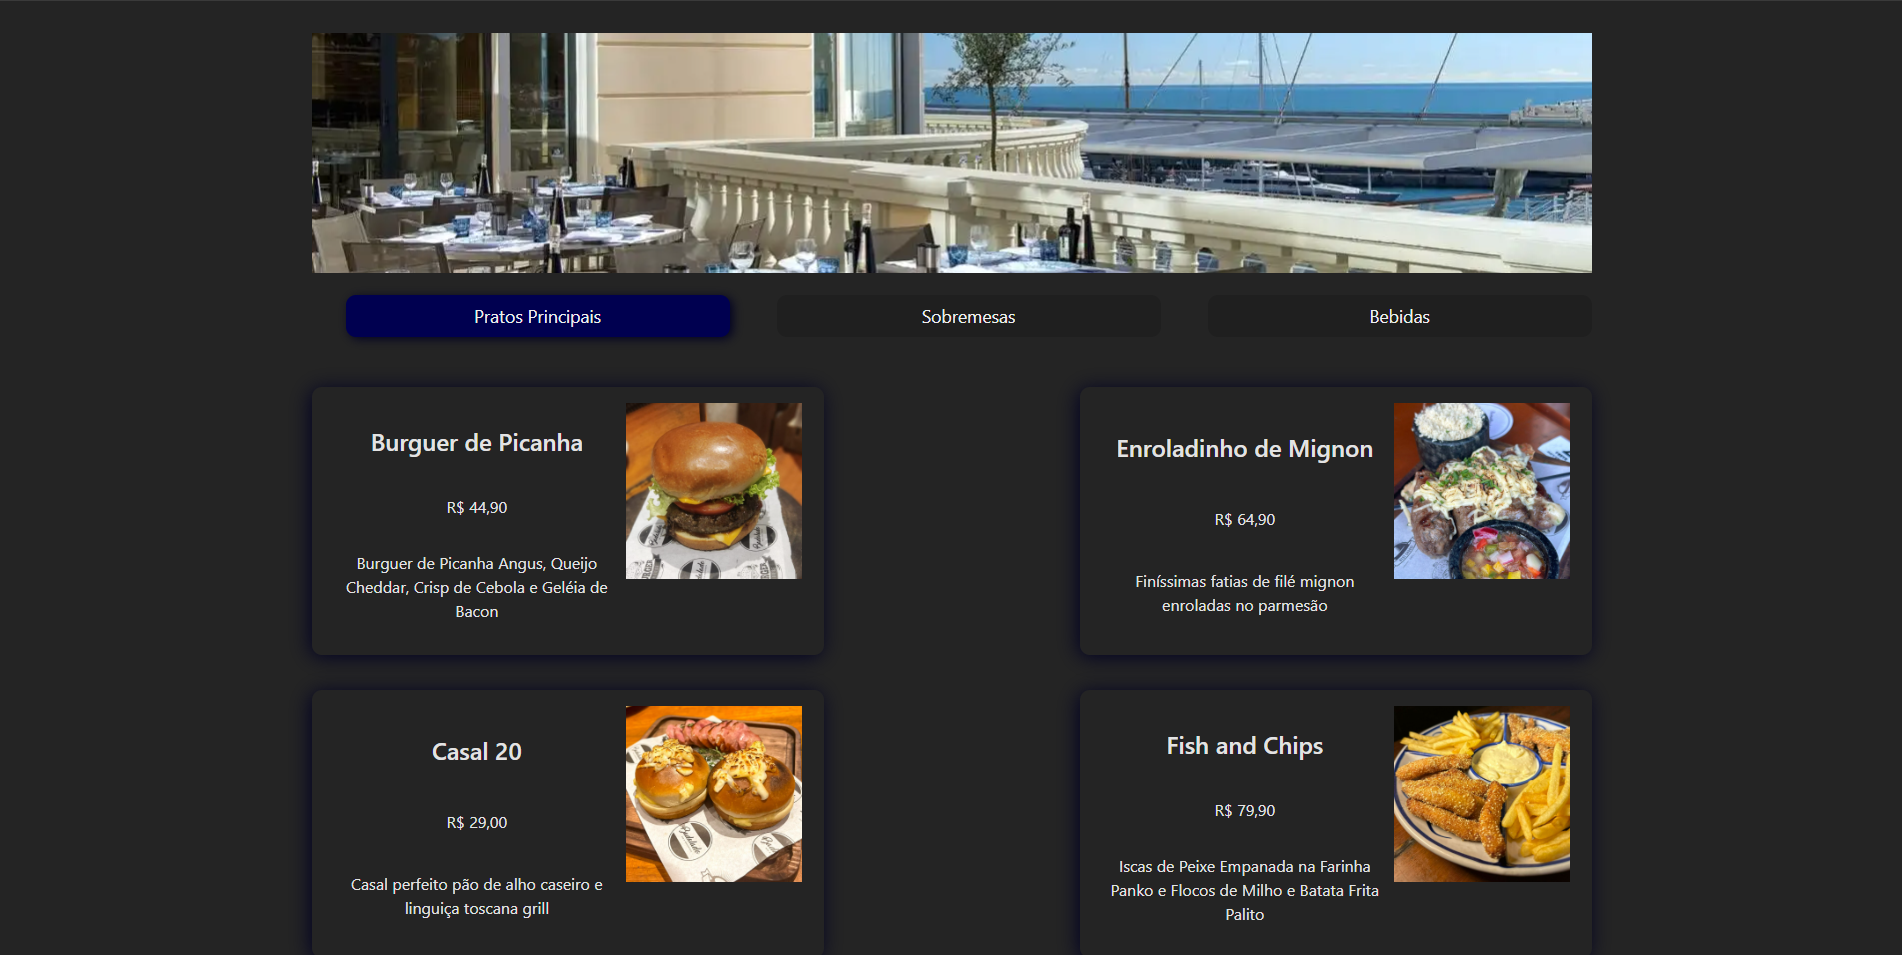 Pratos Principais
Sobremesas
Bebidas
Burguer de Picanha
R$ 44,90
Burguer de Picanha Angus, Queijo
Cheddar, Crisp de Cebola e Geléia de
Bacon
Enroladinho de Mignon
R$ 64,90
Finíssimas fatias de filé mignon
enroladas no parmesão
Casal 20
R$ 29,00
Casal perfeito pão de alho caseiro e
linguiça toscana grill
Fish and Chips
R$ 79,90
Iscas de Peixe Empanada na Farinha
Panko e Flocos de Milho e Batata Frita
Palito